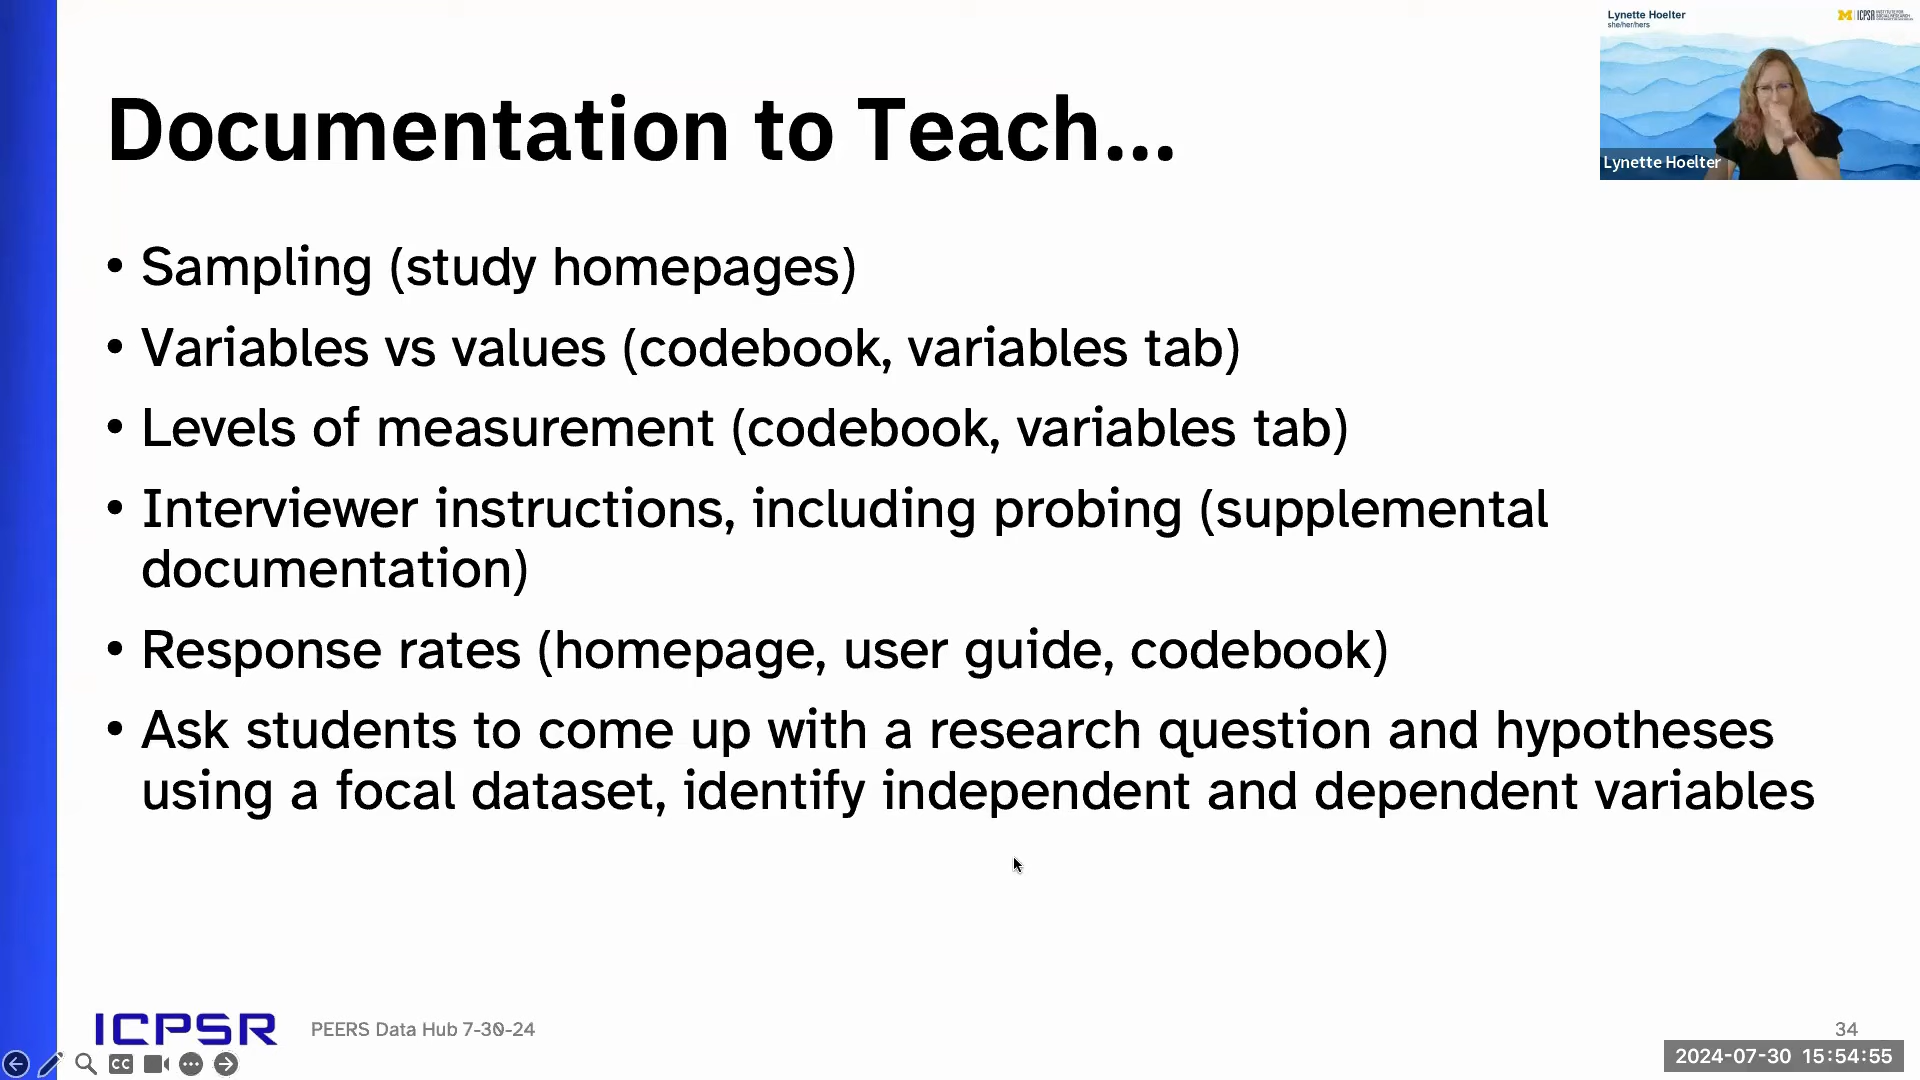 Lynette Hoelter
she/her/hers
M ICPSR
Lynette Hoelter
Documentation to Teach...
• Sampling (study homepages)
• Variables vs values (codebook, variables tab)
• Levels of measurement (codebook, variables tab)
• Interviewer instructions, including probing (supplemental
documentation)
• Response rates (homepage, user guide, codebook)
• Ask students to come up with a research question and hypotheses
using a focal dataset, identify independent and dependent variables
ICPSR
PEERS Data Hub 7-30-24
34
CC
2024-07-30 15:54:55